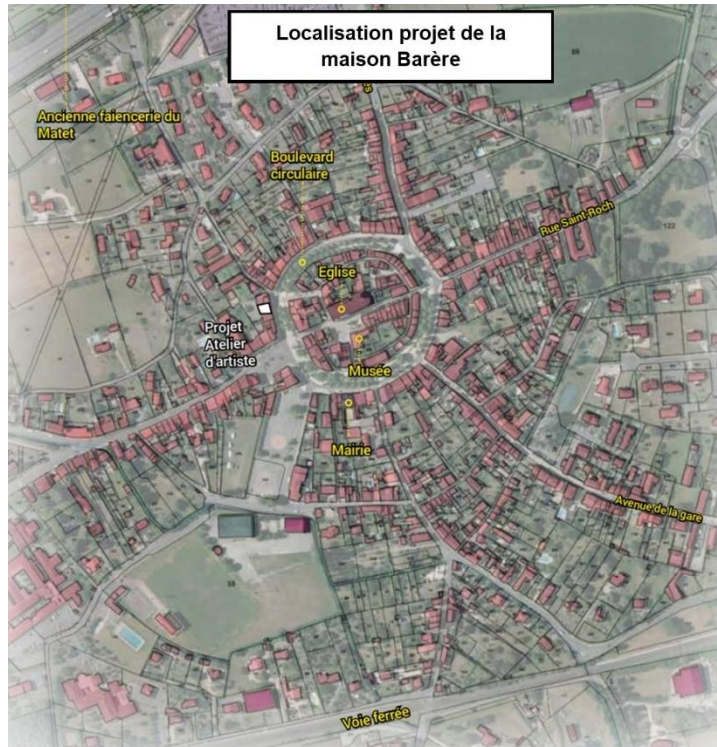 Localisation projet de la
maison Barère
Ancienne faïencerie du
Matet
Boulevard
circulaire
Rue Saint-Roch
Eglise
Projet
Atelier
d'artiste
Musée
Mairie
Avenue de la gare
Voie ferrée